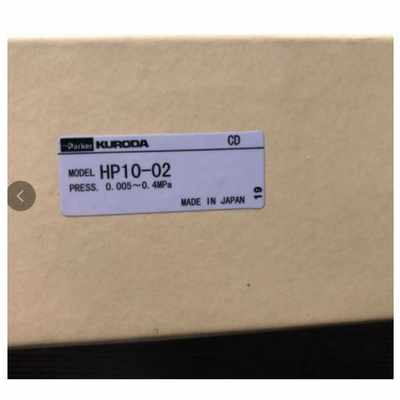 Parker KURODA CD
MODEL HP10-02
PRESS. 0.005~0.4MPa
MADE IN JAPAN
19